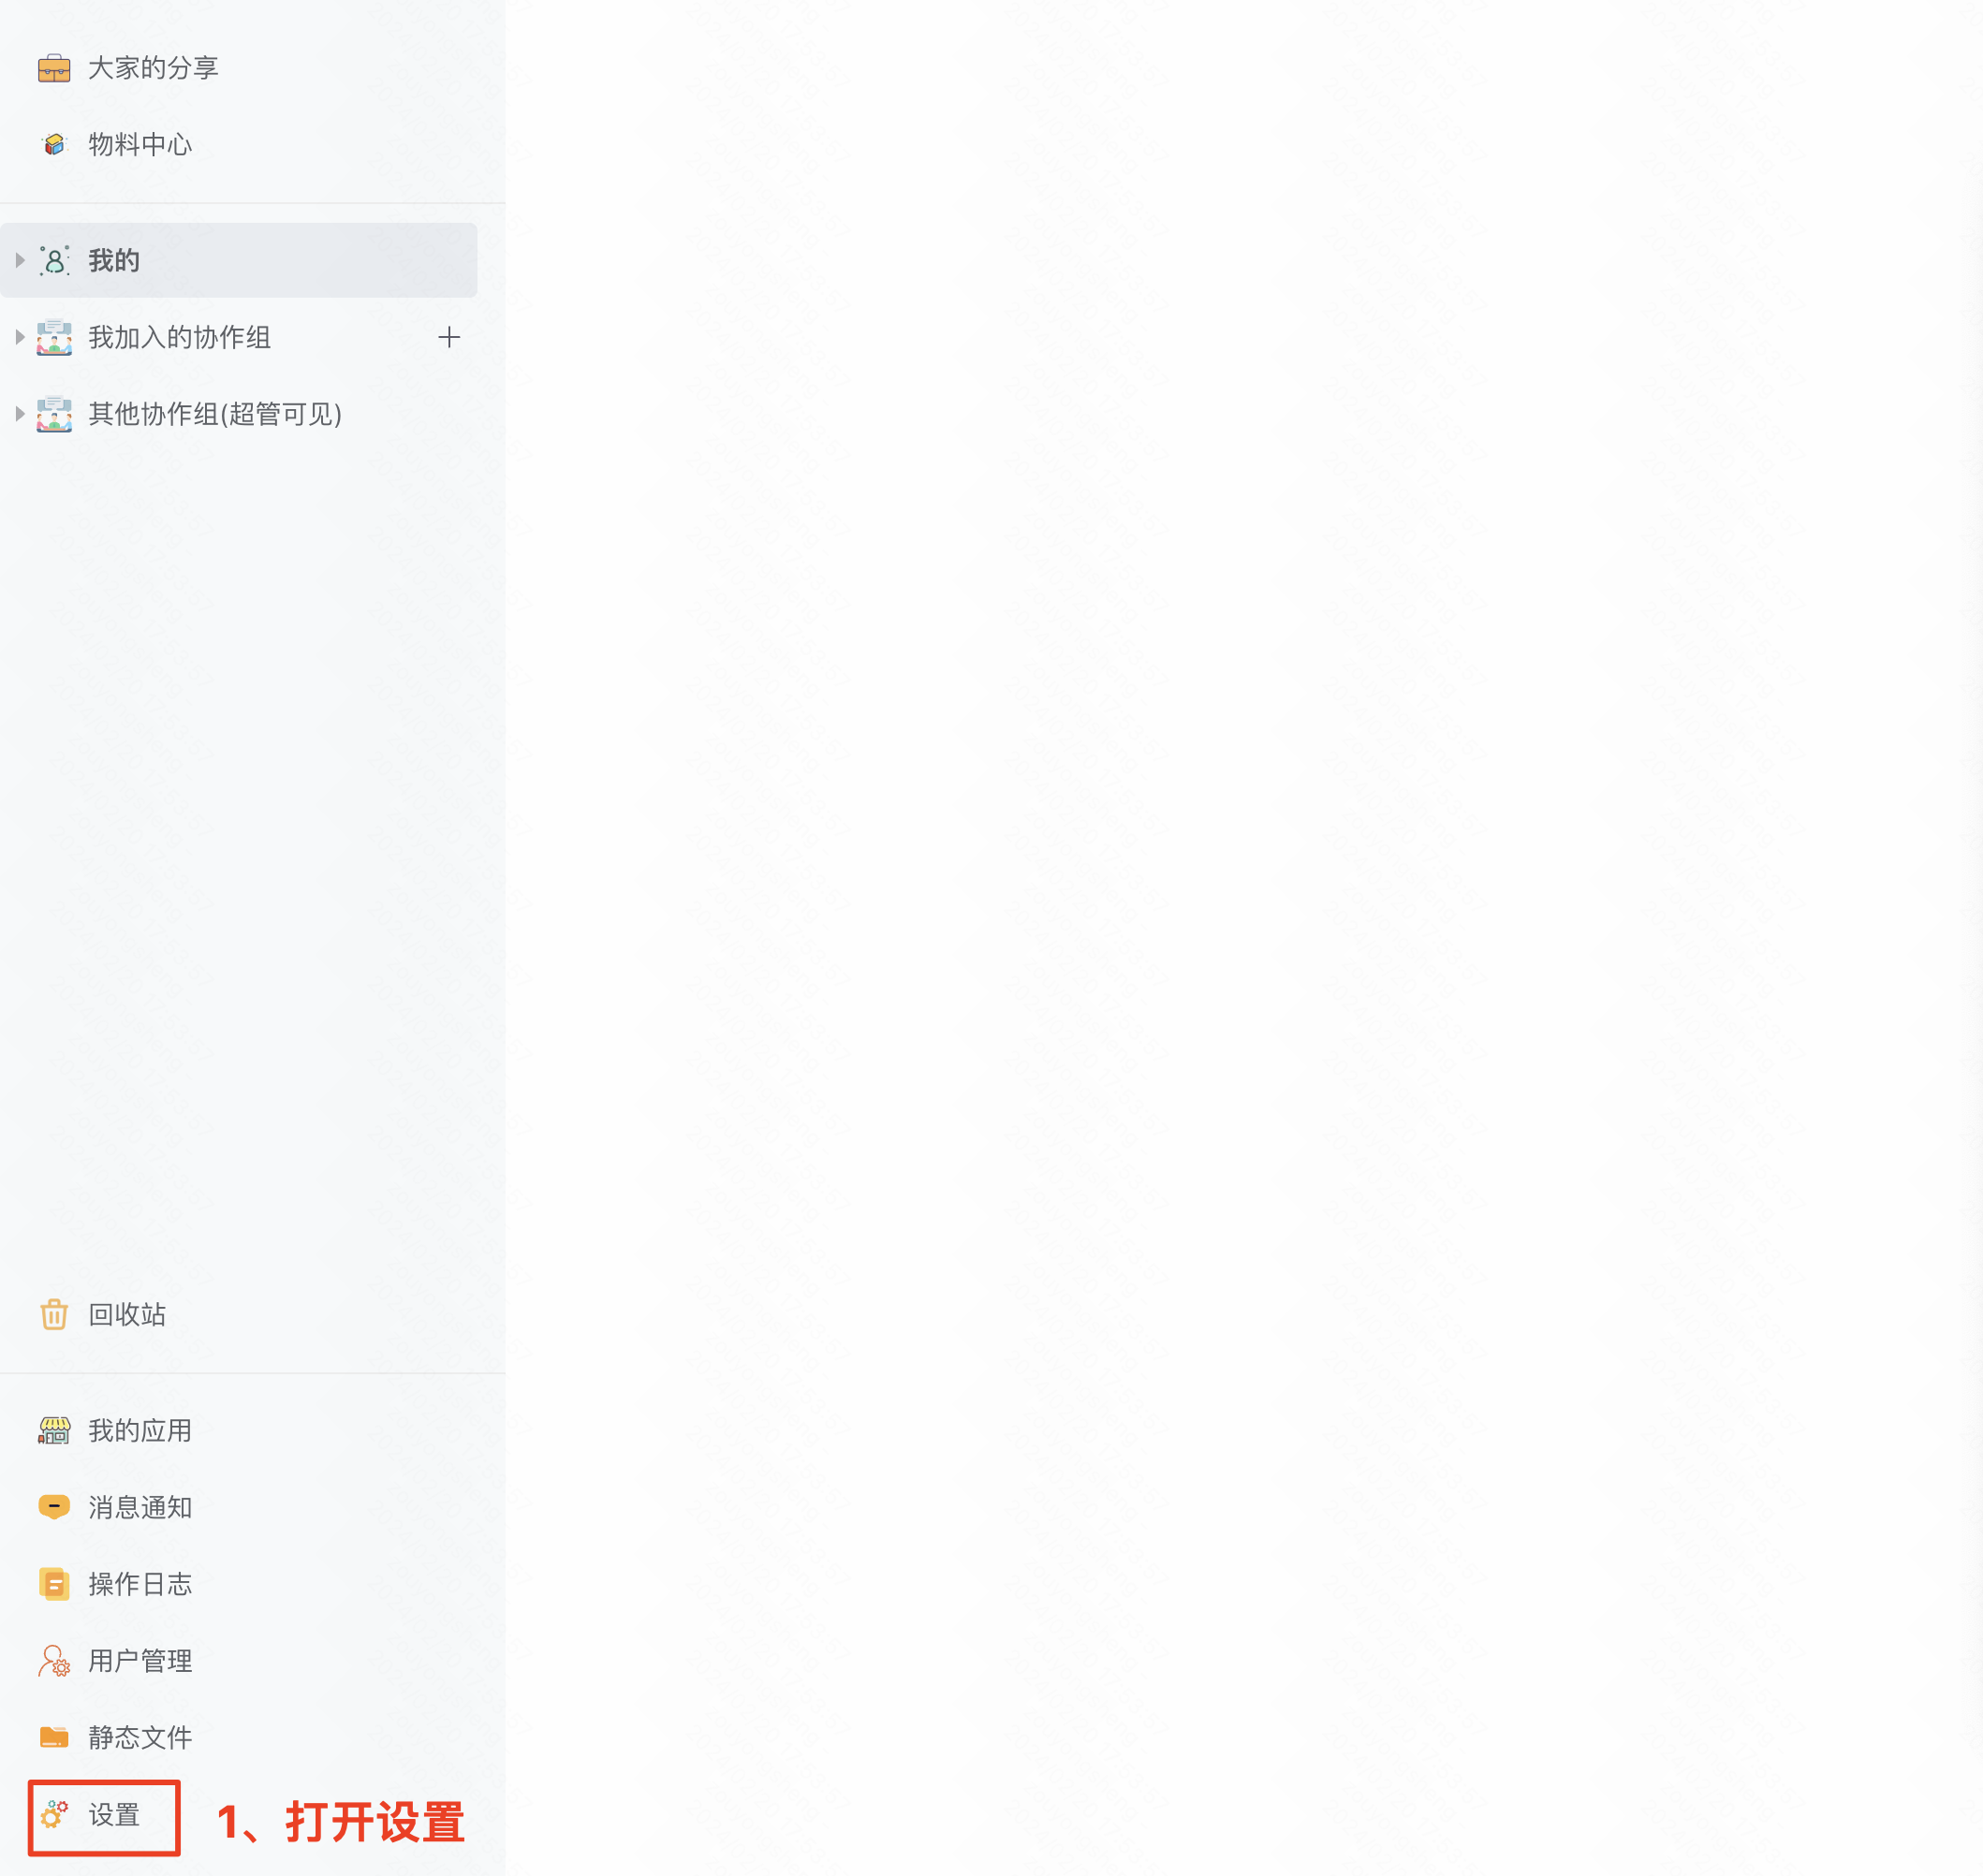 大家的分享
物料中心
我的
我加入的协作组
其他协作组(超管可见)
回收站
我的应用
消息通知
操作日志
用户管理
静态文件
设置
1、打开设置